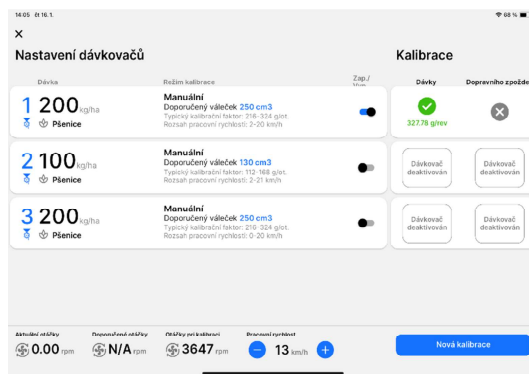 14:05 čt 16. 1.
68 %
×
Nastavení dávkovačů
Kalibrace
Dávka
Režim kalibrace
Zap./
Vyp.
Dávky
Dopravního zpožde
1 200 kg/ha
Pšenice
Manuální
Doporučený váleček 250 cm3
Typický kalibrační faktor: 216-324 g/ot.
Rozsah pracovní rychlosti: 2-20 km/h
327.78 g/rev
2 100 kg/ha
Pšenice
Manuální
Doporučený váleček 130 cm3
Typický kalibrační faktor: 112-168 g/ot.
Rozsah pracovní rychlosti: 2-21 km/h
Dávkovač
deaktivován
Dávkovač
deaktivován
3 200 kg/ha
Pšenice
Manuální
Doporučený váleček 250 cm3
Typický kalibrační faktor: 216-324 g/ot.
Rozsah pracovní rychlosti: 0-20 km/h
Dávkovač
deaktivován
Dávkovač
deaktivován
Aktuální otáčky
0.00 rpm
Doporučené otáčky
N/A rpm
Otáčky pri kalibraci
3647 rpm
Pracovní rychlost
− 13 km/h +
Nová kalibrace